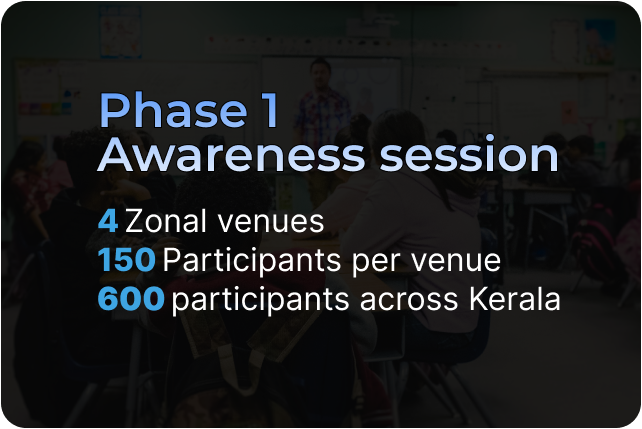 Phase 1
Awareness session
4 Zonal venues
150 Participants per venue
600 participants across Kerala